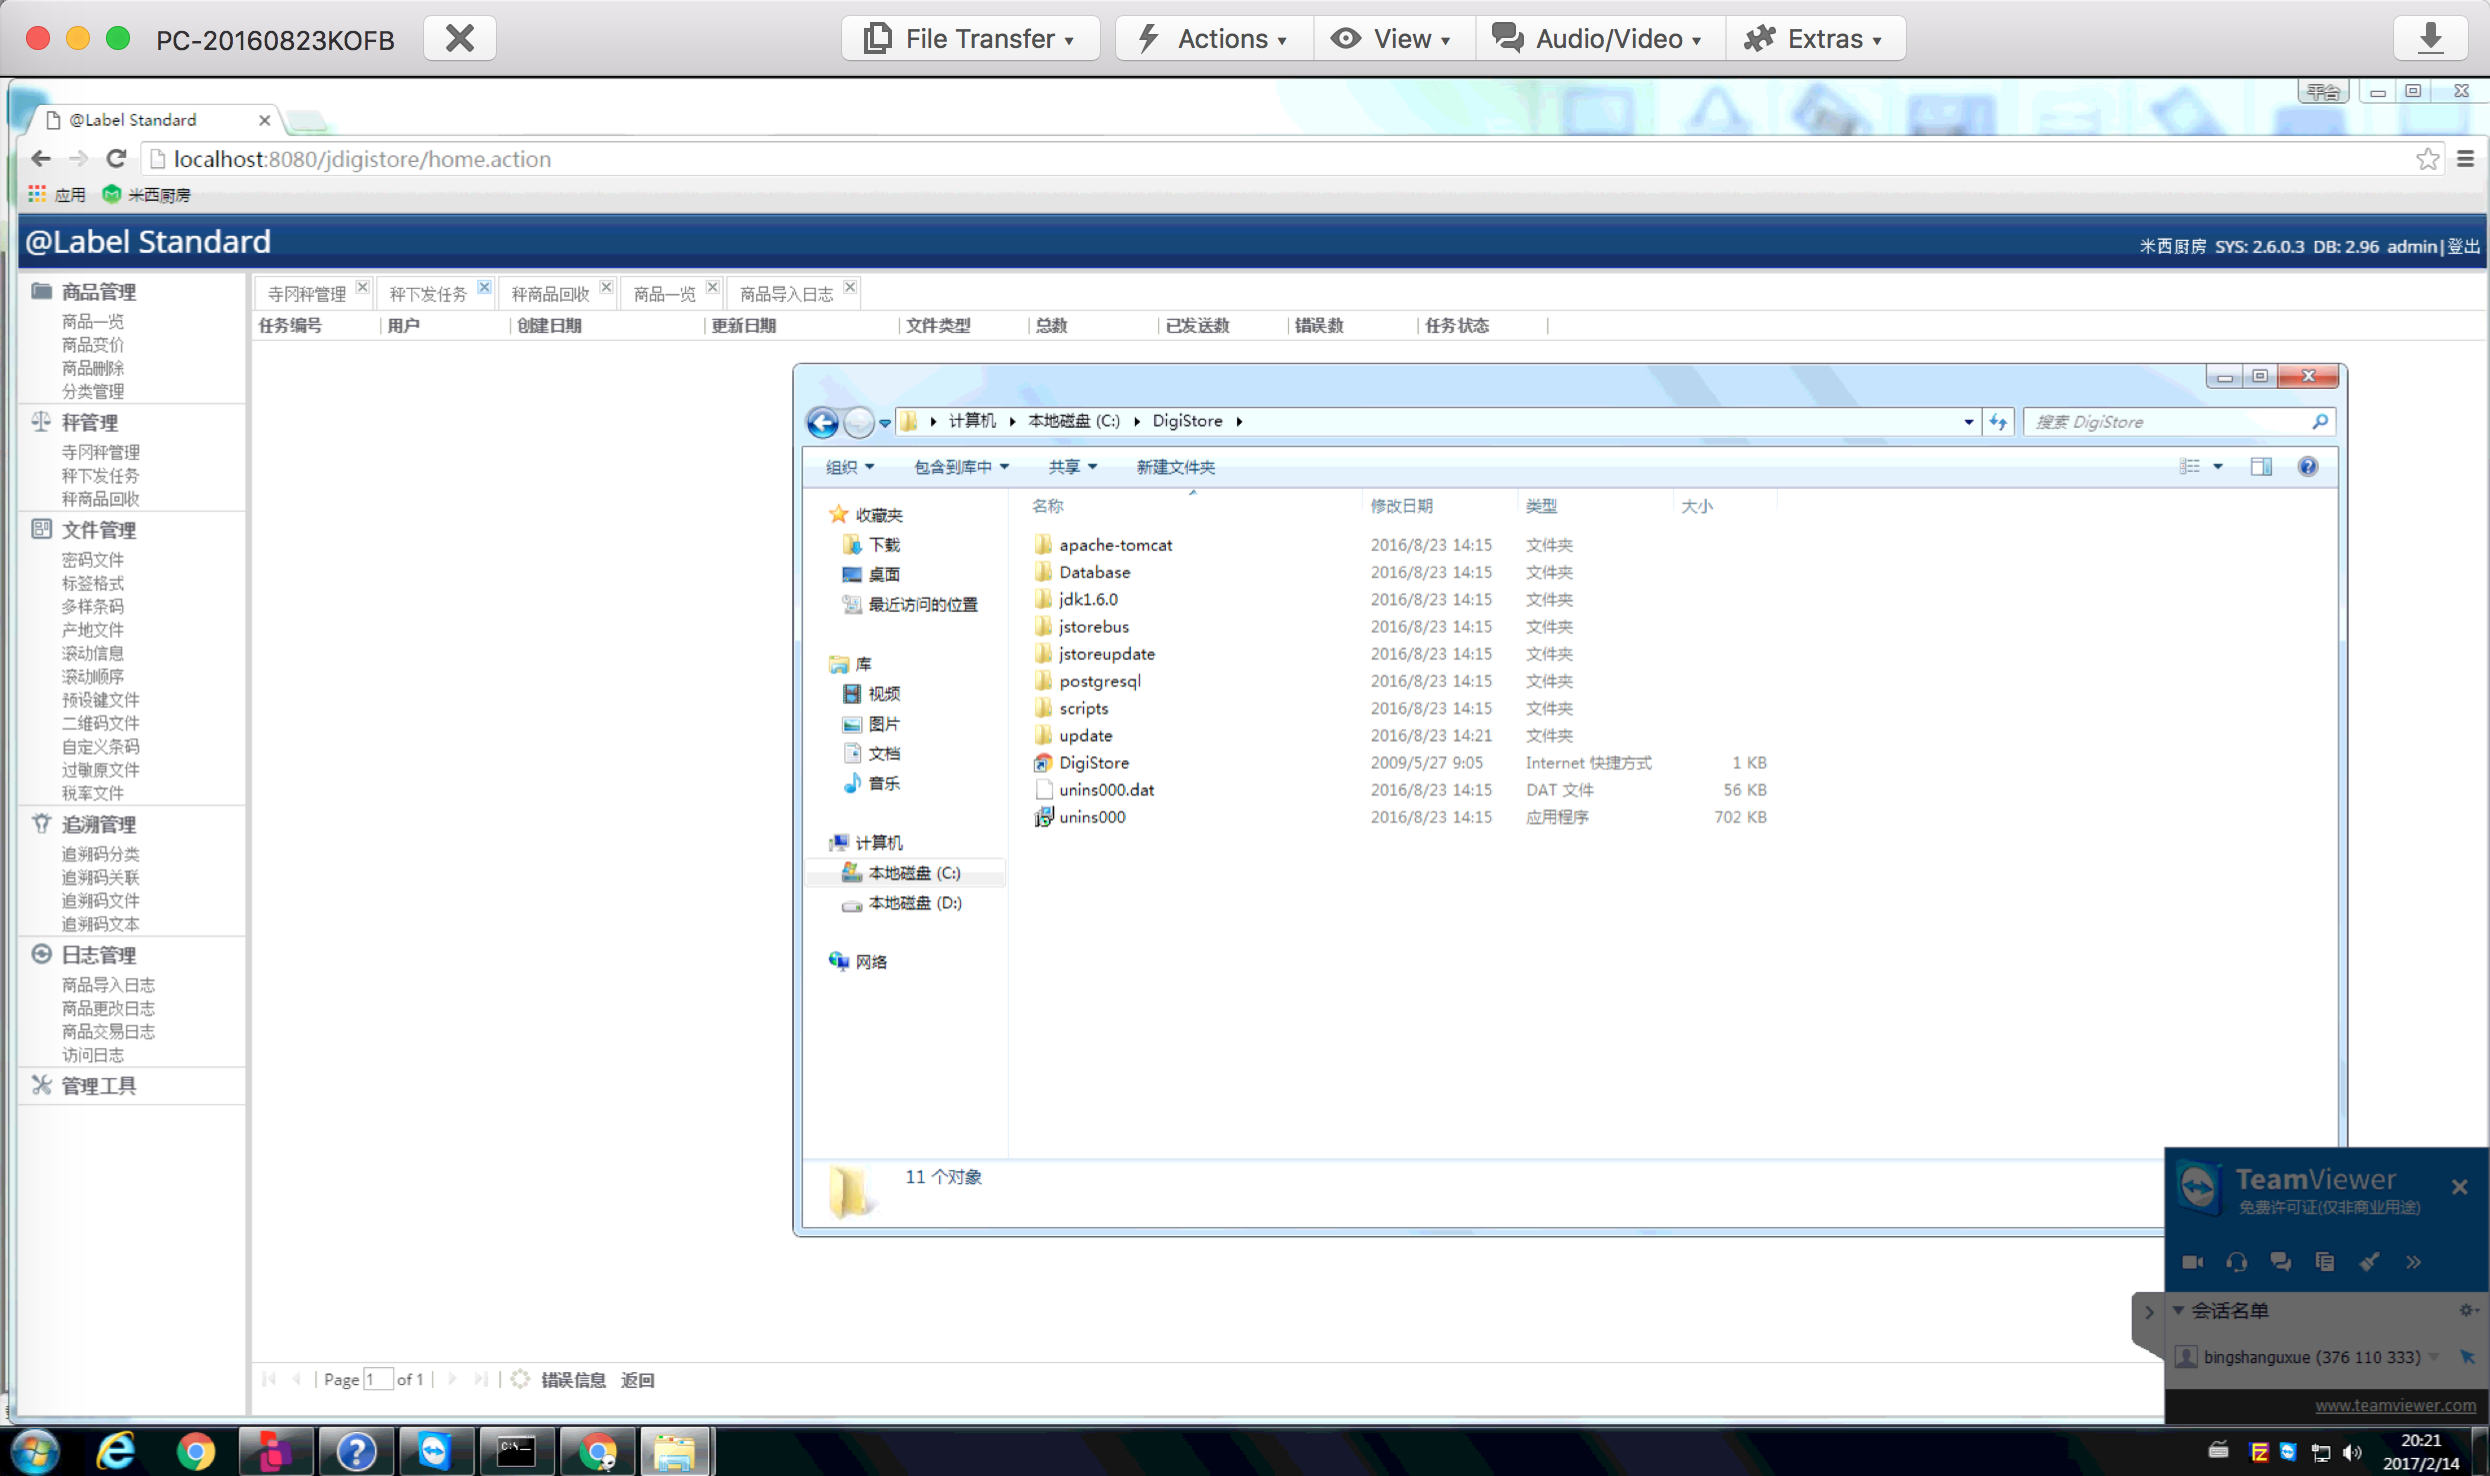 PC-20160823KOFB
File Transfer
Actions
View
Audio/Video
Extras
平台
@Label Standard
localhost:8080/jdigistore/home.action
应用 米西厨房
@Label Standard
米西厨房 SYS: 2.6.0.3 DB: 2.96 admin|登出
商品管理
商品一览
商品变价
商品删除
分类管理
秤管理
寺冈秤管理
秤下发任务
秤商品回收
文件管理
密码文件
标签格式
多样条码
产地文件
滚动信息
滚动顺序
预设键文件
二维码文件
自定义条码
过敏原文件
税率文件
追溯管理
追溯码分类
追溯码关联
追溯码文件
追溯码文本
日志管理
商品导入日志
商品更改日志
商品交易日志
访问日志
管理工具
寺冈秤管理 秤下发任务 秤商品回收 商品一览 商品导入日志
任务编号 用户 创建日期 更新日期 文件类型 总数 已发送数 错误数 任务状态
计算机 本地磁盘 (C:) DigiStore
搜索 DigiStore
组织 包含到库中 共享 新建文件夹
收藏夹
下载
桌面
最近访问的位置
库
视频
图片
文档
音乐
计算机
本地磁盘 (C:)
本地磁盘 (D:)
网络
名称 修改日期 类型 大小
apache-tomcat 2016/8/23 14:15 文件夹
Database 2016/8/23 14:15 文件夹
jdk1.6.0 2016/8/23 14:15 文件夹
jstorebus 2016/8/23 14:15 文件夹
jstoreupdate 2016/8/23 14:15 文件夹
postgresql 2016/8/23 14:15 文件夹
scripts 2016/8/23 14:15 文件夹
update 2016/8/23 14:21 文件夹
DigiStore 2009/5/27 9:05 Internet 快捷方式 1 KB
unins000.dat 2016/8/23 14:15 DAT 文件 56 KB
unins000 2016/8/23 14:15 应用程序 702 KB
11 个对象
TeamViewer
免费许可证(仅非商业用途)
会话名单
bingshanguxue (376 110 333)
www.teamviewer.com
Page 1 of 1 错误信息 返回
20:21
2017/2/14